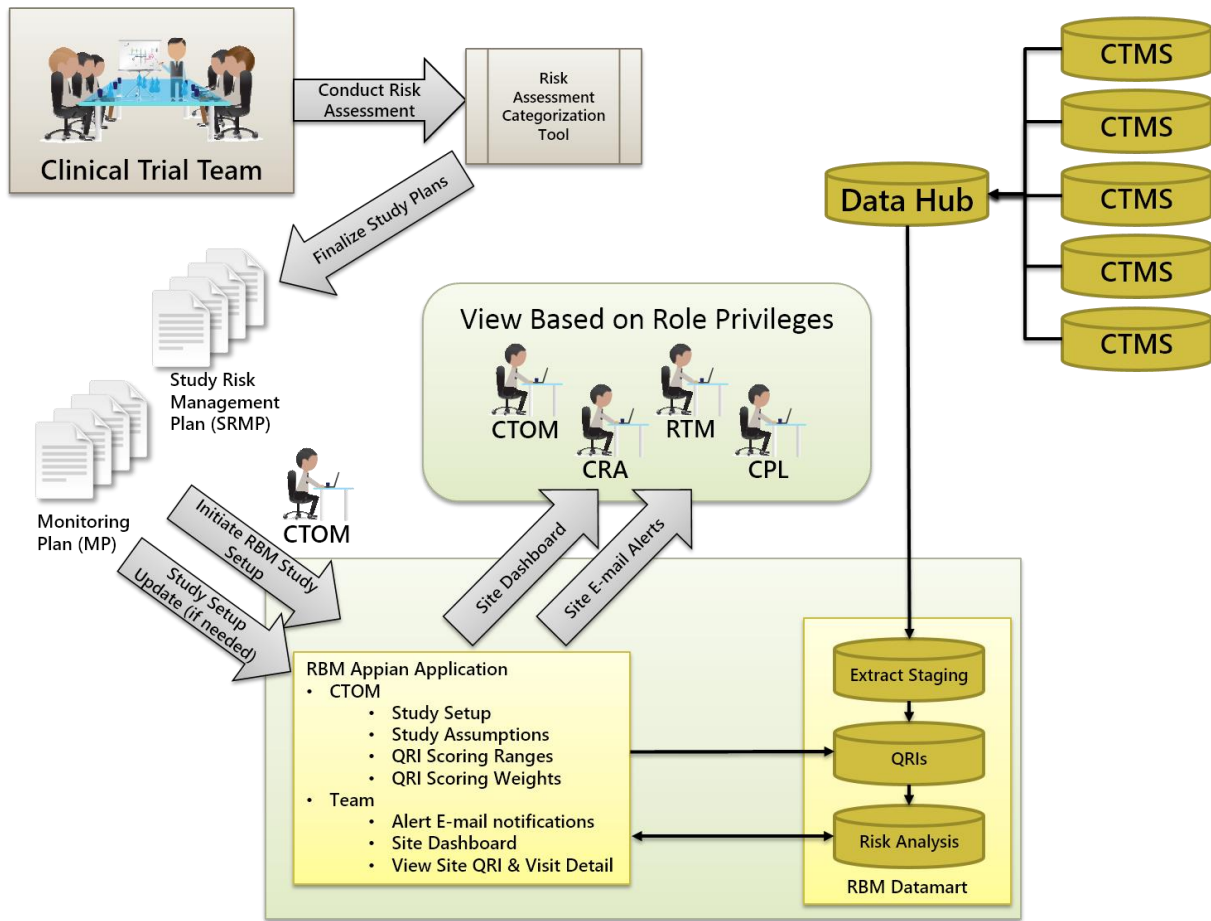 Clinical Trial Team
Conduct Risk
Assessment
Risk
Assessment
Categorization
Tool
CTMS
CTMS
CTMS
CTMS
CTMS
Data Hub
Finalize Study Plans
Study Risk
Management
Plan (SRMP)
Monitoring
Plan (MP)
CTOM
Initiate RBM Study
Setup
Study Setup
Update (if needed)
View Based on Role Privileges
CTOM
CRA
RTM
CPL
Site Dashboard
Site E-mail Alerts
RBM Appian Application
• CTOM
• Study Setup
• Study Assumptions
• QRI Scoring Ranges
• QRI Scoring Weights
• Team
• Alert E-mail notifications
• Site Dashboard
• View Site QRI & Visit Detail
Extract Staging
QRIs
Risk Analysis
RBM Datamart